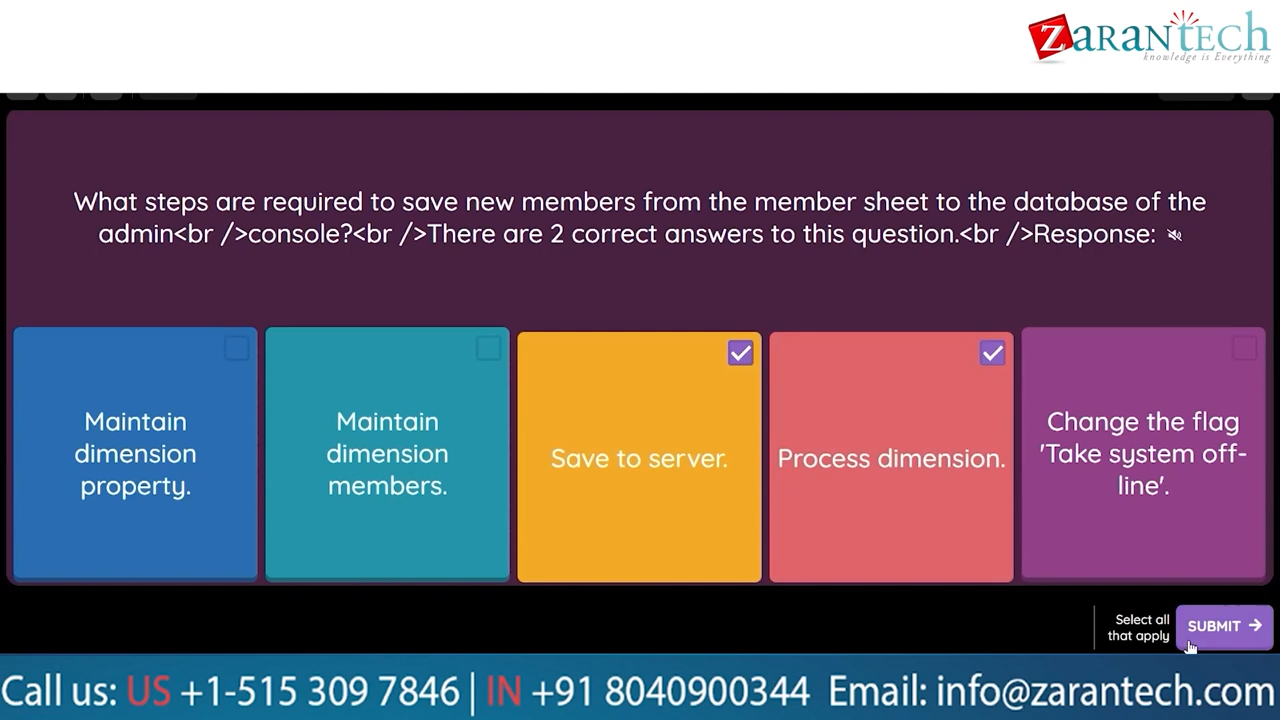 ZARANTECH
knowledge is Everything
What steps are required to save new members from the member sheet to the database of the
admin<br />console?<br />There are 2 correct answers to this question.<br />Response:
Maintain
dimension
property.
Maintain
dimension
members.
Save to server.
Process dimension.
Change the flag
'Take system off-
line'.
Select all
that apply
SUBMIT
Call us: US +1-515 309 7846 | IN +91 8040900344 Email: info@zarantech.com